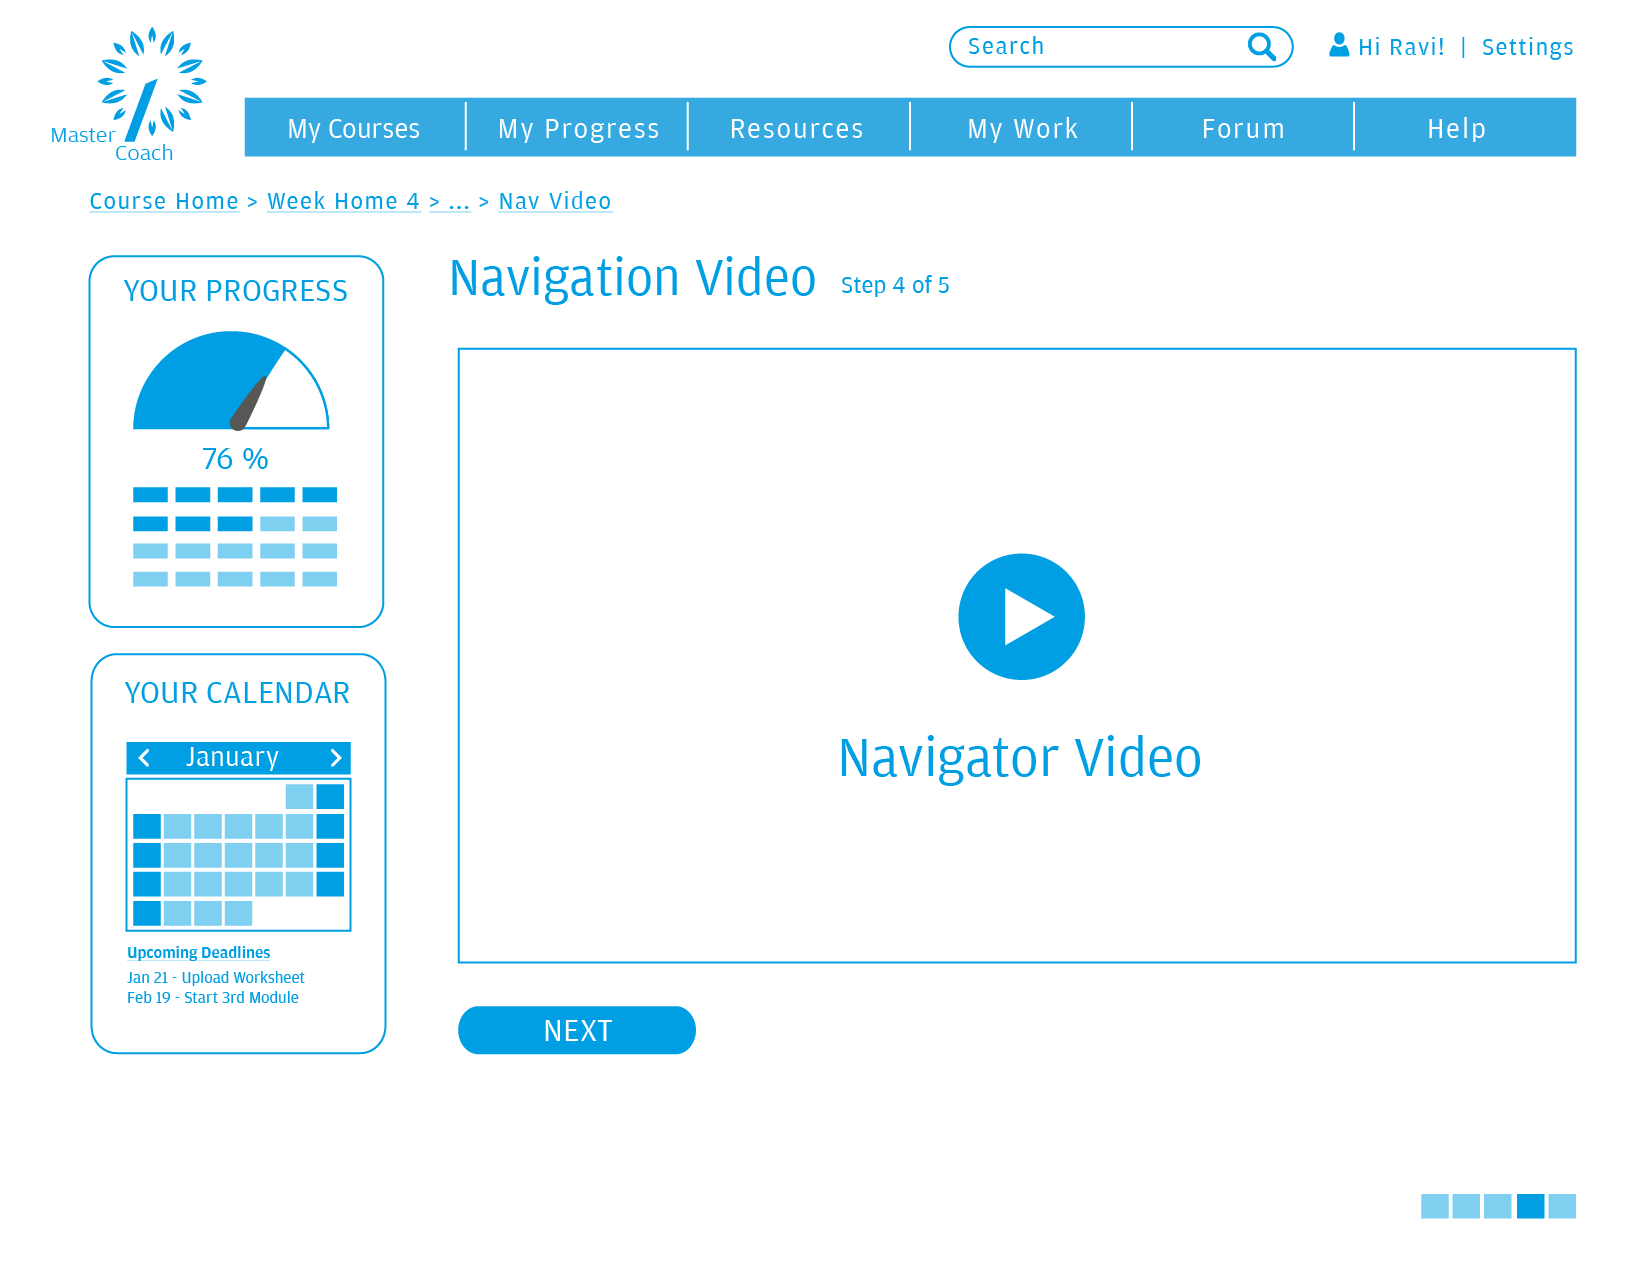 Master
Coach
Search
Hi Ravi! | Settings
My Courses
My Progress
Resources
My Work
Forum
Help
Course Home > Week Home 4 > ... > Nav Video
YOUR PROGRESS
76 %
YOUR CALENDAR
January
Upcoming Deadlines
Jan 21 - Upload Worksheet
Feb 19 - Start 3rd Module
Navigation Video Step 4 of 5
Navigator Video
NEXT